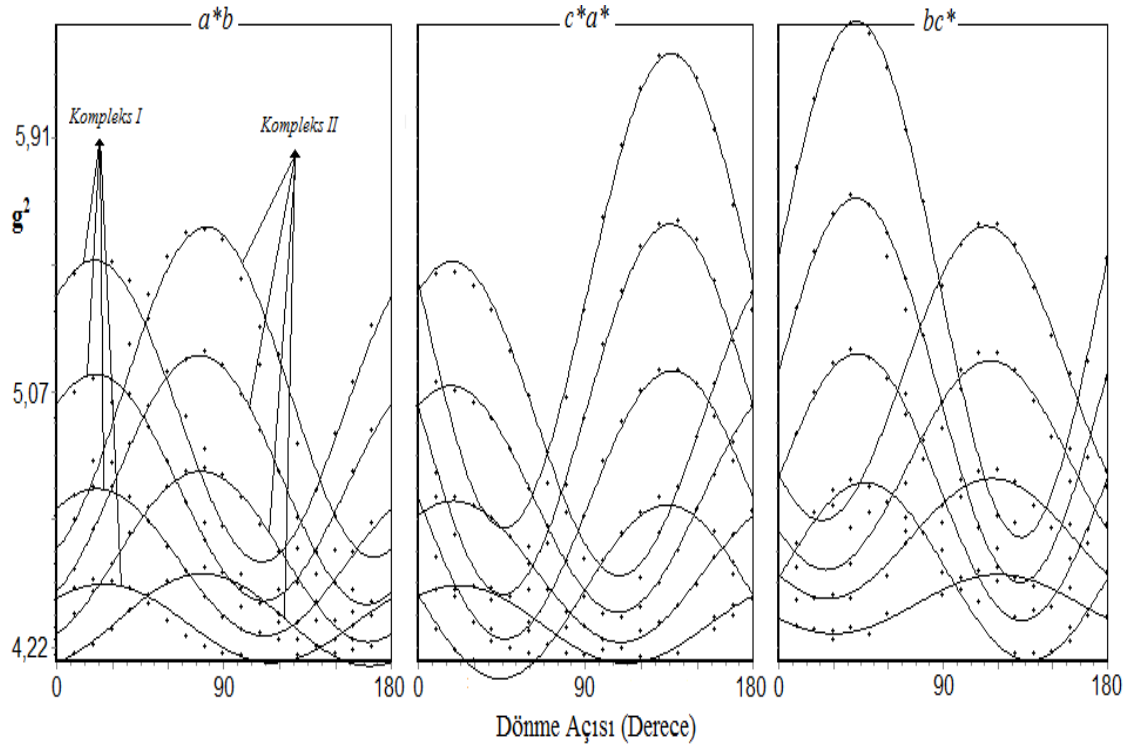 a*b
c*a*
bc*
Kompleks I
Kompleks II
5,91
g²
5,07
4,22
0
90
180
0
90
180
0
90
180
Dönme Açısı (Derece)